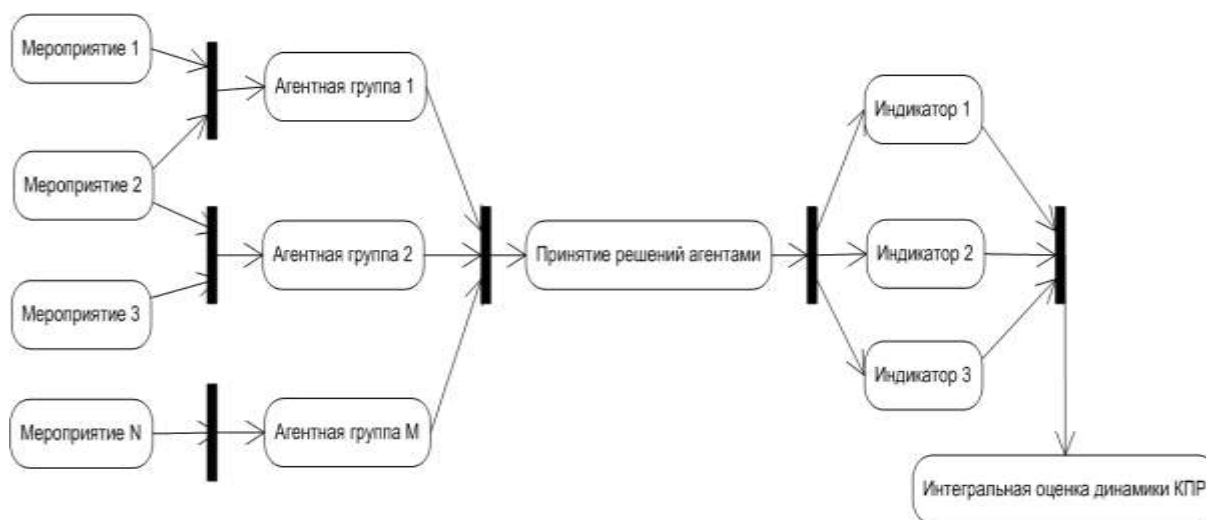 Мероприятие 1
Мероприятие 2
Мероприятие 3
Мероприятие N
Агентная группа 1
Агентная группа 2
Агентная группа M
Принятие решений агентами
Индикатор 1
Индикатор 2
Индикатор 3
Интегральная оценка динамики КПР